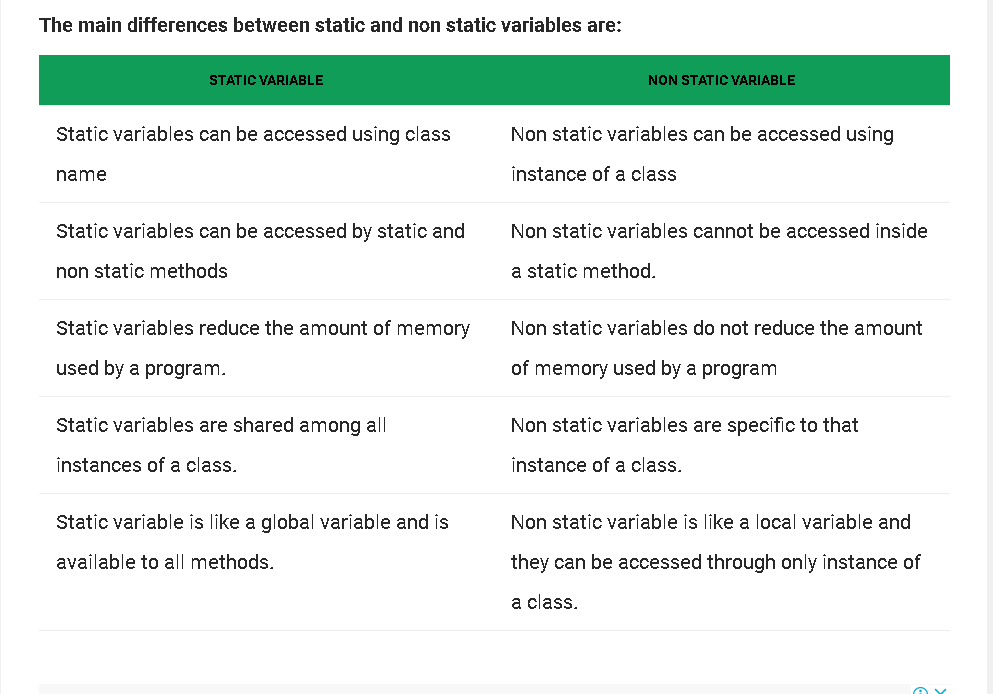 The main differences between static and non static variables are:
STATIC VARIABLE NON STATIC VARIABLE
Static variables can be accessed using class
name
Non static variables can be accessed using
instance of a class
Static variables can be accessed by static and
non static methods
Non static variables cannot be accessed inside
a static method.
Static variables reduce the amount of memory
used by a program.
Non static variables do not reduce the amount
of memory used by a program
Static variables are shared among all
instances of a class.
Non static variables are specific to that
instance of a class.
Static variable is like a global variable and is
available to all methods.
Non static variable is like a local variable and
they can be accessed through only instance of
a class.